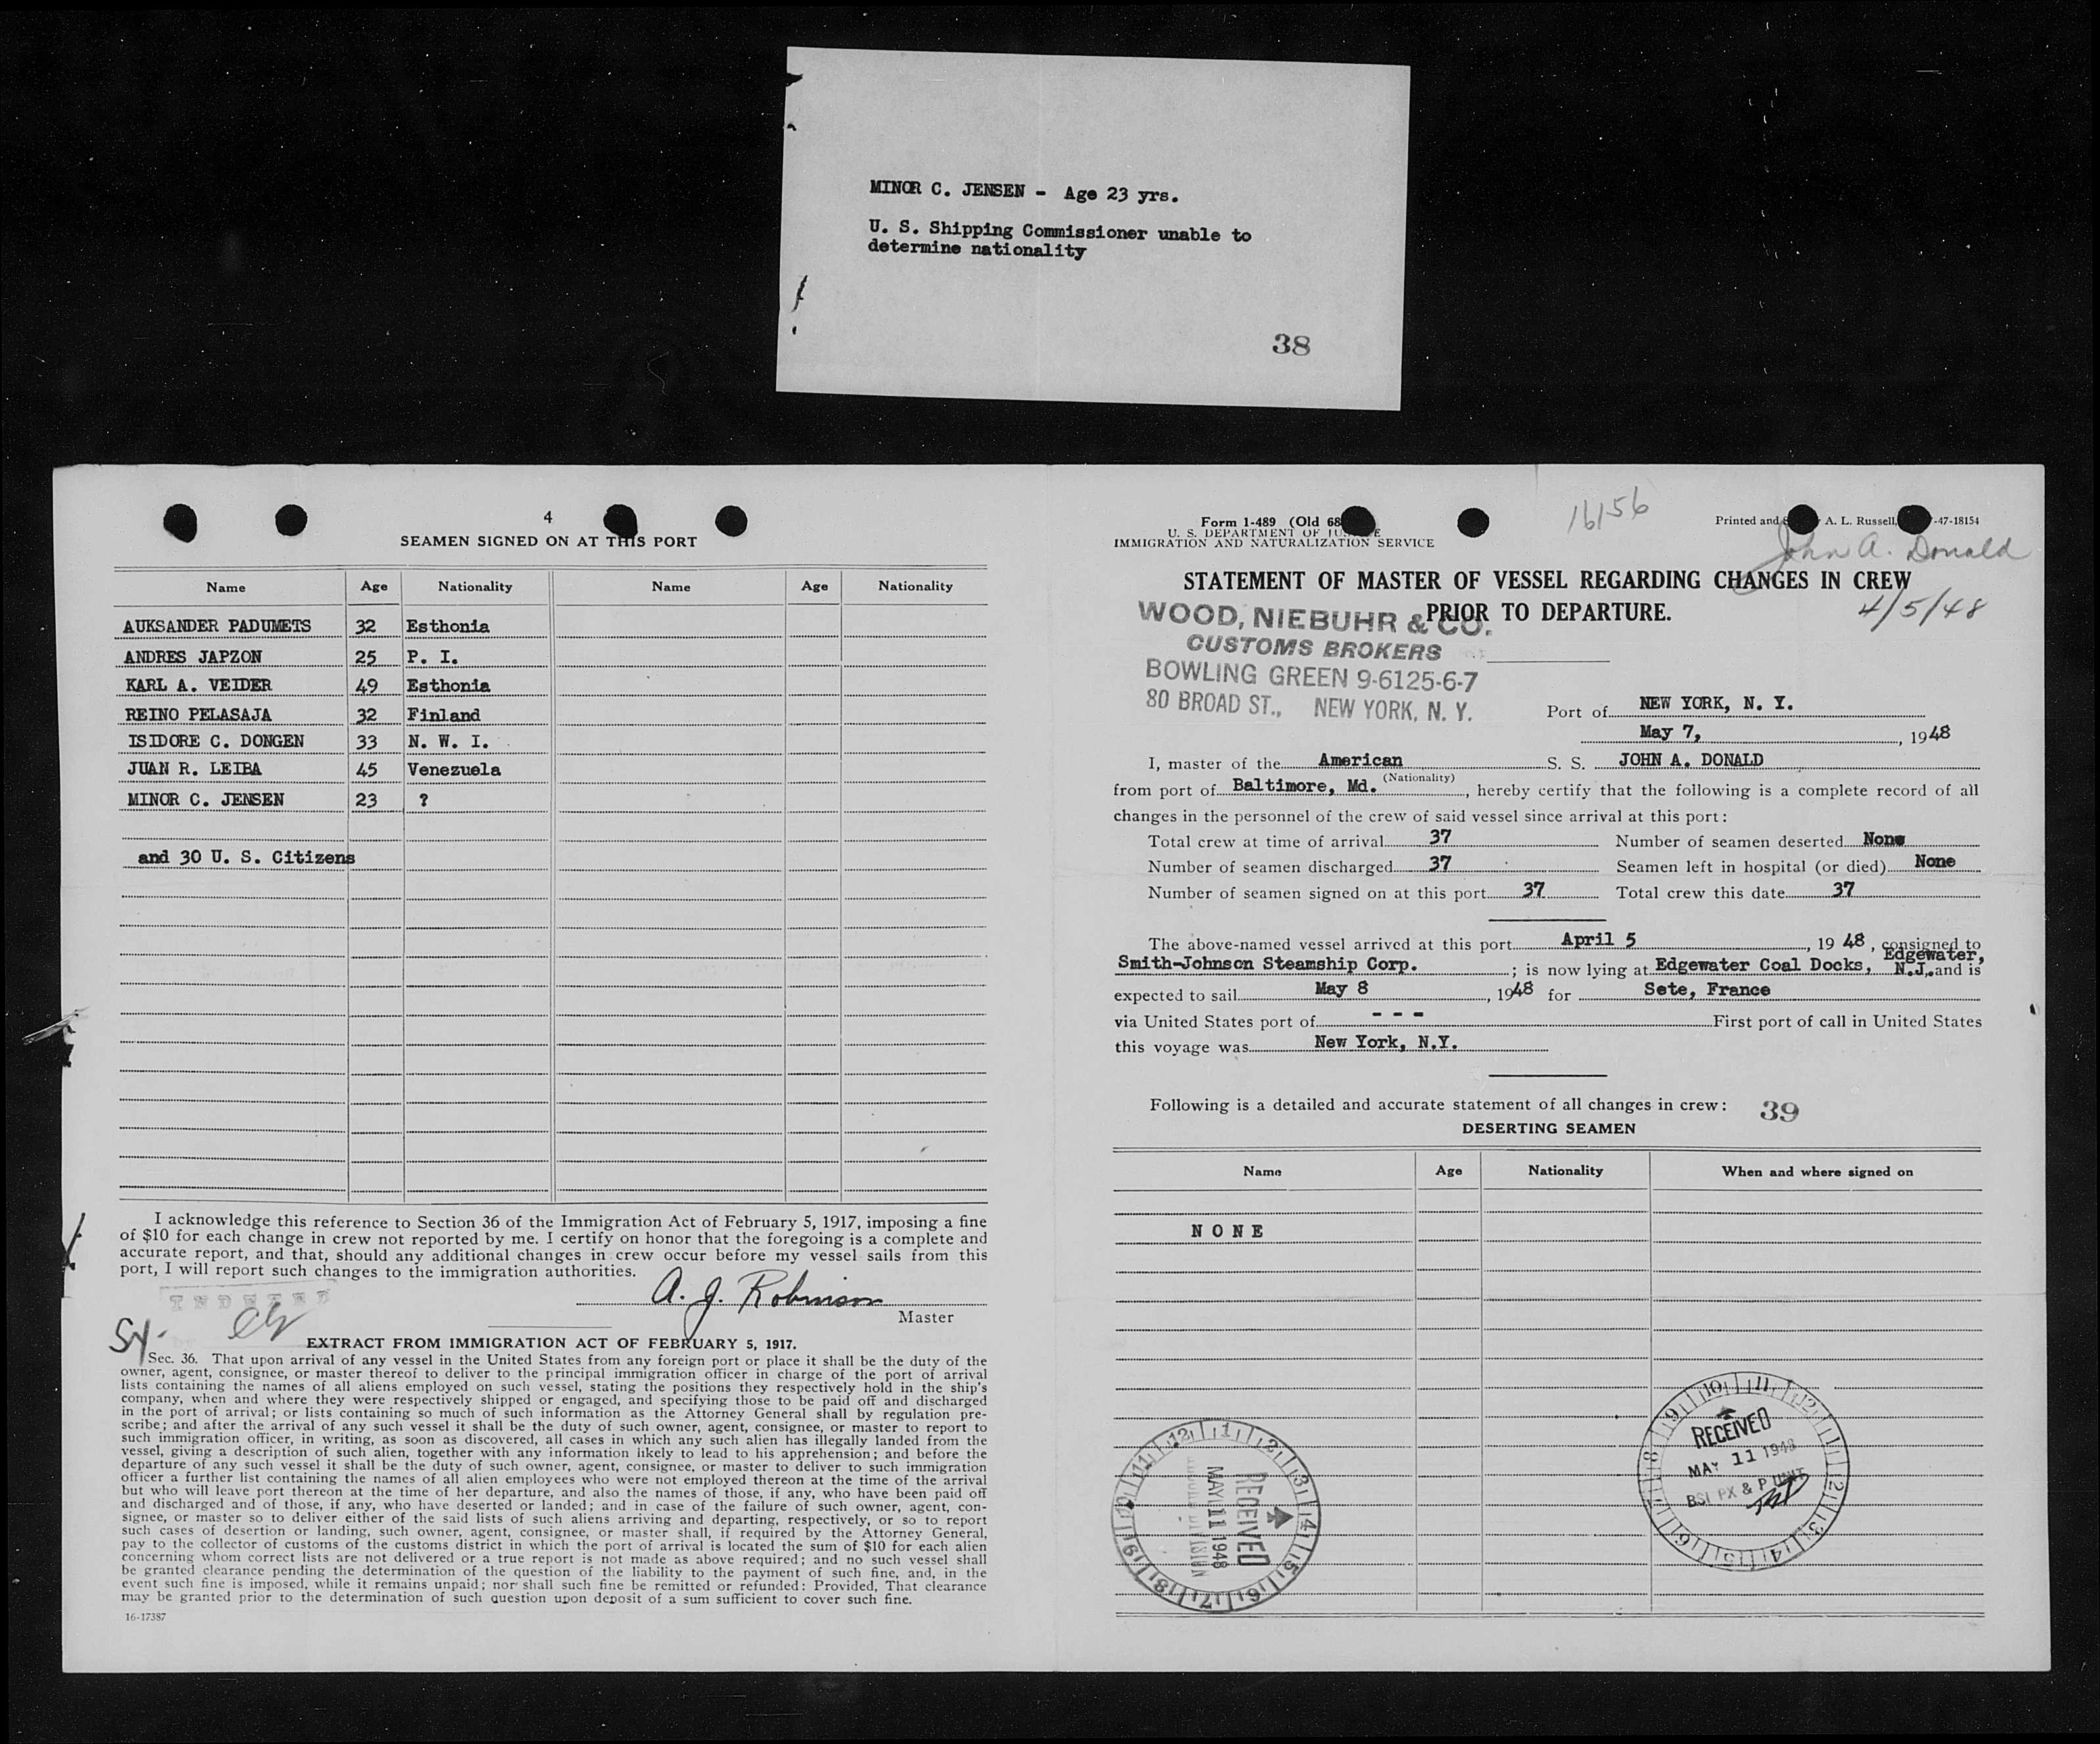 MINOR C. JENSEN - Age 23 yrs.
U. S. Shipping Commissioner unable to
determine nationality
38
4
SEAMEN SIGNED ON AT THIS PORT
Name Age Nationality Name Age Nationality
AUKSANDER PADUMETS 32 Esthonia
ANDRES JAPZON 25 P. I.
KARL A. VEIDER 49 Esthonia
REINO PELASAJA 32 Finland
ISIDORE C. DONGEN 33 N. W. I.
JUAN R. LEIBA 45 Venezuela
MINOR C. JENSEN 23 ?
and 30 U. S. Citizens
I acknowledge this reference to Section 36 of the Immigration Act of February 5, 1917, imposing a fine
of $10 for each change in crew not reported by me. I certify on honor that the foregoing is a complete and
accurate report, and that, should any additional changes in crew occur before my vessel sails from this
port, I will report such changes to the immigration authorities.
INDEXED
A. J. Robinson
Master
EXTRACT FROM IMMIGRATION ACT OF FEBRUARY 5, 1917.
Sec. 36. That upon arrival of any vessel in the United States from any foreign port or place it shall be the duty of the
owner, agent, consignee, or master thereof to deliver to the principal immigration officer in charge of the port of arrival
lists containing the names of all aliens employed on such vessel, stating the positions they respectively hold in the ship's
company, when and where they were respectively shipped or engaged, and specifying those to be paid off and discharged
in the port of arrival; or lists containing so much of such information as the Attorney General shall by regulation pre-
scribe; and after the arrival of any such vessel it shall be the duty of such owner, agent, consignee, or master to report to
such immigration officer, in writing, as soon as discovered, all cases in which any such alien has illegally landed from the
vessel, giving a description of such alien, together with any information likely to lead to his apprehension; and before the
departure of any such vessel it shall be the duty of such owner, agent, consignee, or master to deliver to such immigration
officer a further list containing the names of all alien employees who were not employed thereon at the time of the arrival
but who will leave port thereon at the time of her departure, and also the names of those, if any, who have been paid off
and discharged and of those, if any, who have deserted or landed; and in case of the failure of such owner, agent, con-
signee, or master so to deliver either of the said lists of such aliens arriving and departing, respectively, or so to report
such cases of desertion or landing, such owner, agent, consignee, or master shall, if required by the Attorney General,
pay to the collector of customs of the customs district in which the port of arrival is located the sum of $10 for each alien
concerning whom correct lists are not delivered or a true report is not made as above required; and no such vessel shall
be granted clearance pending the determination of the question of the liability to the payment of such fine, and, in the
event such fine is imposed, while it remains unpaid; nor shall such fine be remitted or refunded: Provided, That clearance
may be granted prior to the determination of such question upon deposit of a sum sufficient to cover such fine.
16-17387
Form 1-489 (Old 68
U. S. DEPARTMENT OF
IMMIGRATION AND NATURALIZATION SERVICE
16156
Printed and A. L. Russell, -47-18154
John A. Donald
4/5/48
STATEMENT OF MASTER OF VESSEL REGARDING CHANGES IN CREW
PRIOR TO DEPARTURE.
WOOD, NIEBUHR & CO.
CUSTOMS BROKERS
BOWLING GREEN 9-6125-6-7
80 BROAD ST., NEW YORK, N. Y.
Port of NEW YORK, N. Y.
May 7, , 1948
I, master of the American S. S. JOHN A. DONALD
(Nationality)
from port of Baltimore, Md. , hereby certify that the following is a complete record of all
changes in the personnel of the crew of said vessel since arrival at this port:
Total crew at time of arrival 37 Number of seamen deserted None
Number of seamen discharged 37 Seamen left in hospital (or died) None
Number of seamen signed on at this port 37 Total crew this date 37
The above-named vessel arrived at this port April 5 , 19 48 , consigned to
Smith-Johnson Steamship Corp. ; is now lying at Edgewater Coal Docks, Edgewater, N.J., and is
expected to sail May 8 , 1948 for Sete, France
via United States port of - - - First port of call in United States
this voyage was New York, N.Y.
Following is a detailed and accurate statement of all changes in crew: 39
DESERTING SEAMEN
Name Age Nationality When and where signed on
NONE
RECEIVED
MAY 11 1948
DIVISION
RECEIVED
MAY 11 1948
BSI PX & P UNIT